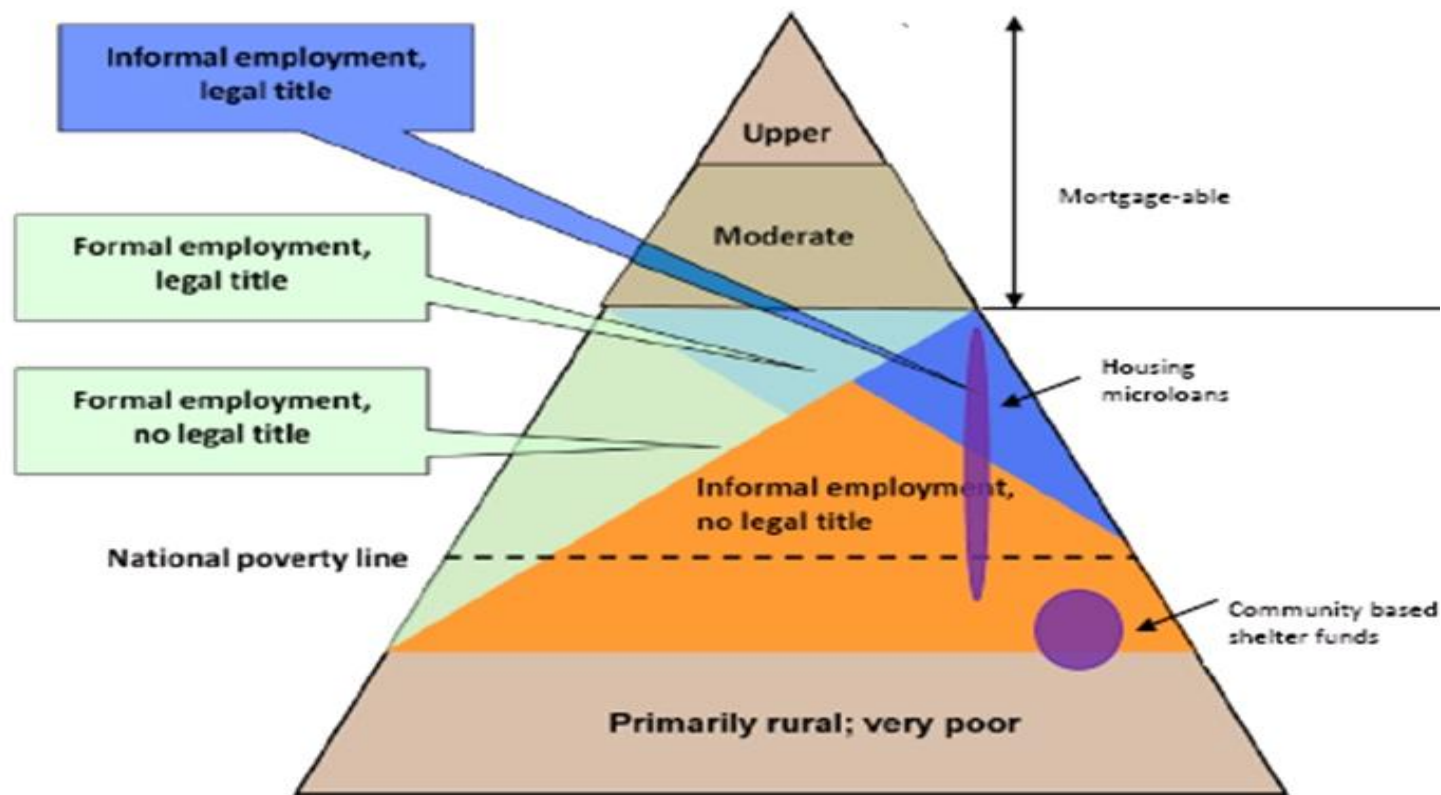 Informal employment,
legal title
Upper
Mortgage-able
Moderate
Formal employment,
legal title
Housing
microloans
Formal employment,
no legal title
Informal employment,
no legal title
National poverty line
Community based
shelter funds
Primarily rural; very poor